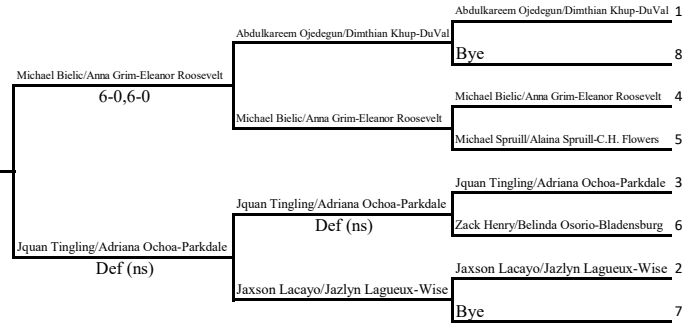 Abdulkareem Ojedegun/Dimthian Khup-DuVal 1
Abdulkareem Ojedegun/Dimthian Khup-DuVal
Bye 8
Michael Bielic/Anna Grim-Eleanor Roosevelt
6-0,6-0
Michael Bielic/Anna Grim-Eleanor Roosevelt 4
Michael Bielic/Anna Grim-Eleanor Roosevelt
Michael Spruill/Alaina Spruill-C.H. Flowers 5
Jquan Tingling/Adriana Ochoa-Parkdale 3
Jquan Tingling/Adriana Ochoa-Parkdale
Def (ns)
Zack Henry/Belinda Osorio-Bladensburg 6
Jquan Tingling/Adriana Ochoa-Parkdale
Def (ns)
Jaxson Lacayo/Jazlyn Lagueux-Wise 2
Jaxson Lacayo/Jazlyn Lagueux-Wise
Bye 7